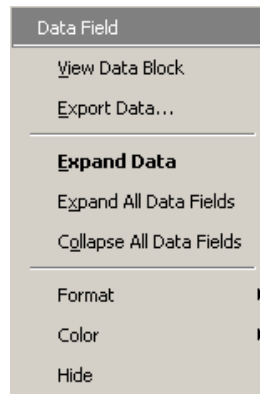 Data Field
View Data Block
Export Data...
Expand Data
Expand All Data Fields
Collapse All Data Fields
Format
Color
Hide